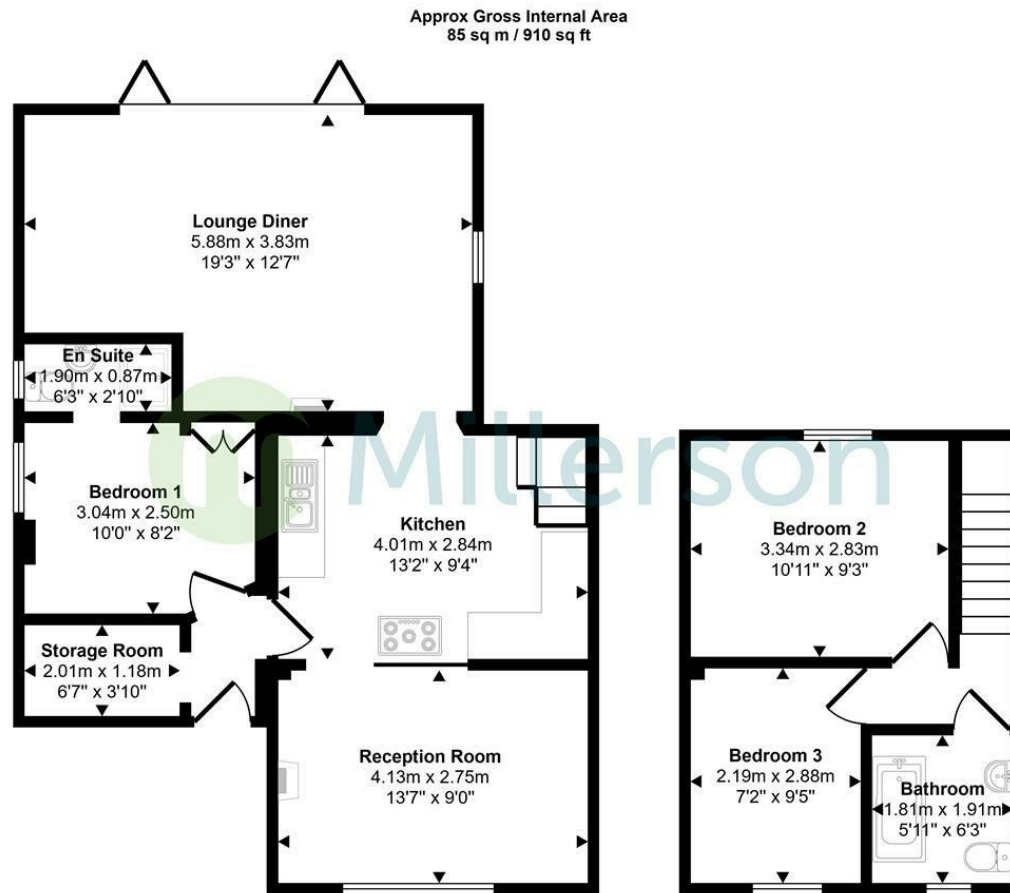 Approx Gross Internal Area
85 sq m / 910 sq ft
Lounge Diner
5.88m x 3.83m
19'3" x 12'7"
En Suite
1.90m x 0.87m
6'3" x 2'10"
Bedroom 1
3.04m x 2.50m
10'0" x 8'2"
Kitchen
4.01m x 2.84m
13'2" x 9'4"
Storage Room
2.01m x 1.18m
6'7" x 3'10"
Reception Room
4.13m x 2.75m
13'7" x 9'0"
Bedroom 2
3.34m x 2.83m
10'11" x 9'3"
Bedroom 3
2.19m x 2.88m
7'2" x 9'5"
Bathroom
1.81m x 1.91m
5'11" x 6'3"
m Millerson